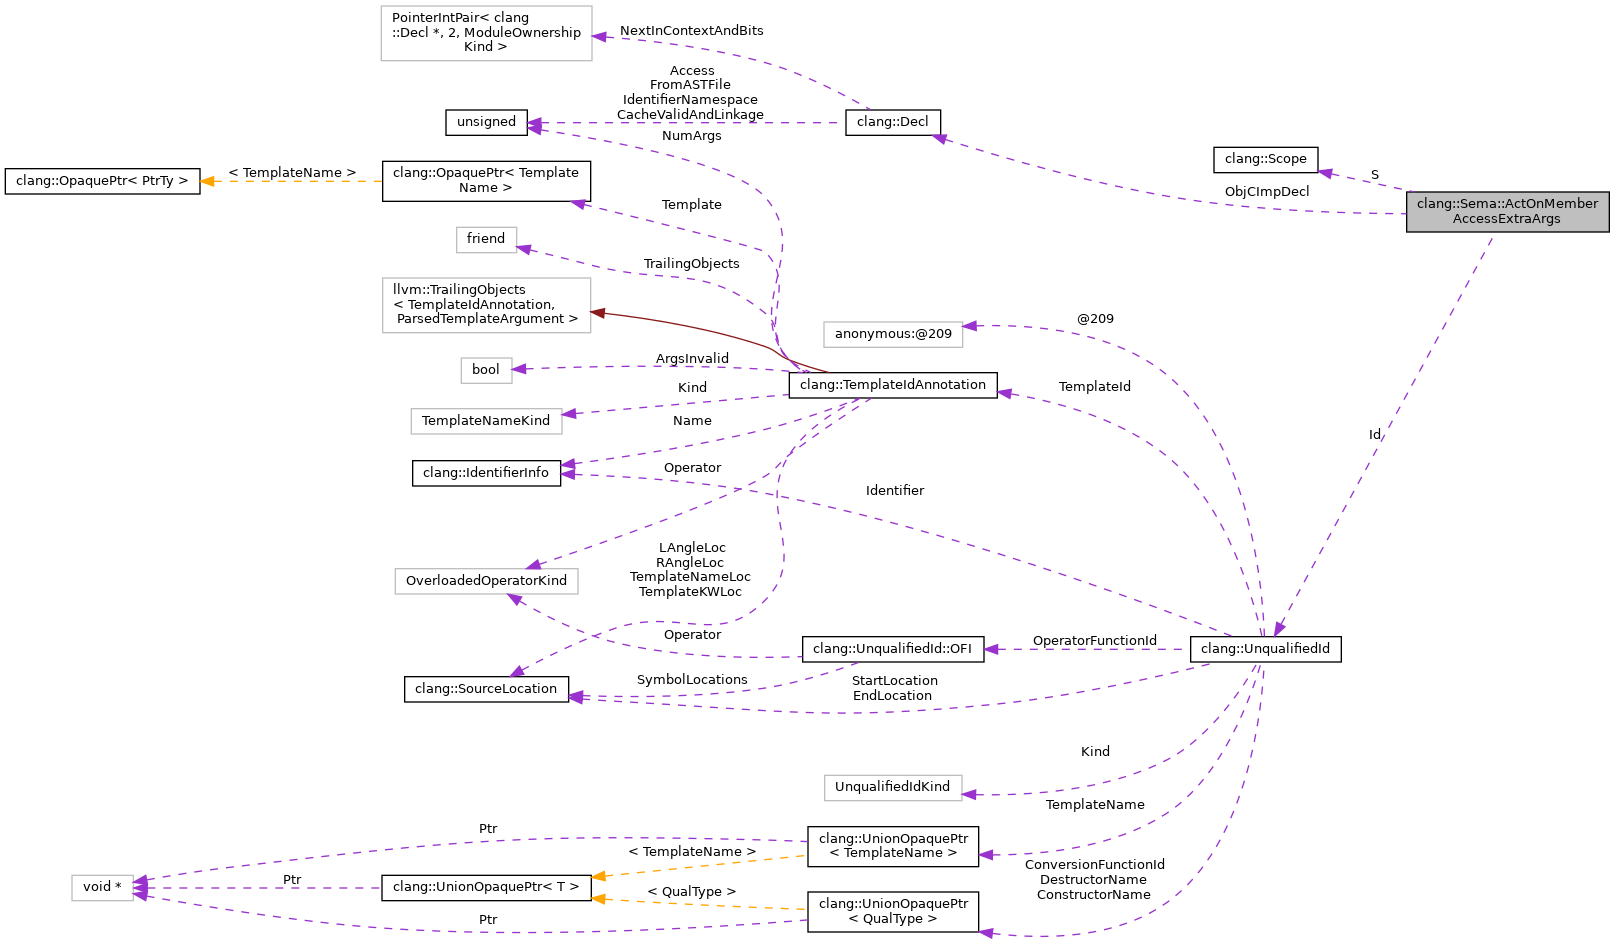 PointerIntPair< clang
::Decl *, 2, ModuleOwnership
Kind >
NextInContextAndBits
Access
FromASTFile
IdentifierNamespace
CacheValidAndLinkage
unsigned
clang::Decl
NumArgs
clang::Scope
S
clang::OpaquePtr< PtrTy >
< TemplateName >
clang::OpaquePtr< Template
Name >
ObjCImpDecl
clang::Sema::ActOnMember
AccessExtraArgs
Template
friend
TrailingObjects
llvm::TrailingObjects
< TemplateIdAnnotation,
ParsedTemplateArgument >
anonymous:@209
@209
ArgsInvalid
bool
clang::TemplateIdAnnotation
TemplateId
Kind
TemplateNameKind
Name
Id
clang::IdentifierInfo
Operator
Identifier
LAngleLoc
RAngleLoc
TemplateNameLoc
TemplateKWLoc
OverloadedOperatorKind
Operator
clang::UnqualifiedId::OFI
OperatorFunctionId
clang::UnqualifiedId
clang::SourceLocation
SymbolLocations
StartLocation
EndLocation
Kind
UnqualifiedIdKind
TemplateName
Ptr
clang::UnionOpaquePtr
< TemplateName >
< TemplateName >
void *
Ptr
clang::UnionOpaquePtr< T >
< QualType >
ConversionFunctionId
DestructorName
ConstructorName
clang::UnionOpaquePtr
< QualType >
Ptr